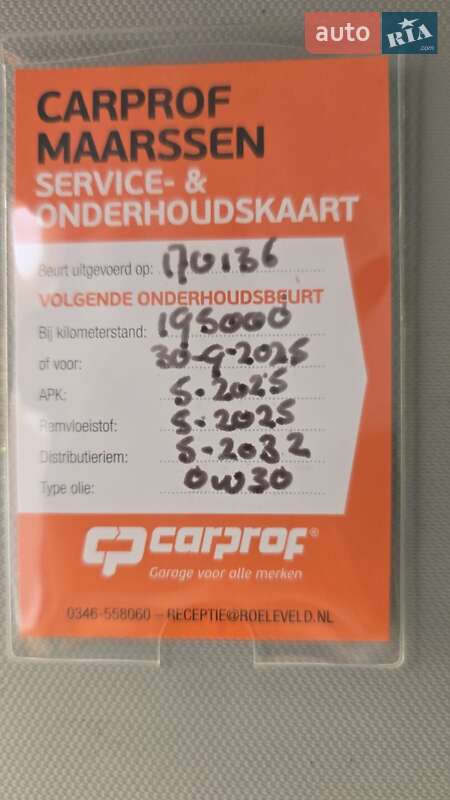 auto RIA
.com
CARPROF
MAARSSEN
SERVICE- &
ONDERHOUDSKAART
Beurt uitgevoerd op: 170136
VOLGENDE ONDERHOUDSBEURT
Bij kilometerstand: 195000
of voor: 30-9-2025
APK: 5-2025
Remvloeistof: 5-2025
Distributieriem: 5-2032
Type olie: 0W30
carprof®
Garage voor alle merken
0346-558060 – RECEPTIE@ROELEVELD.NL